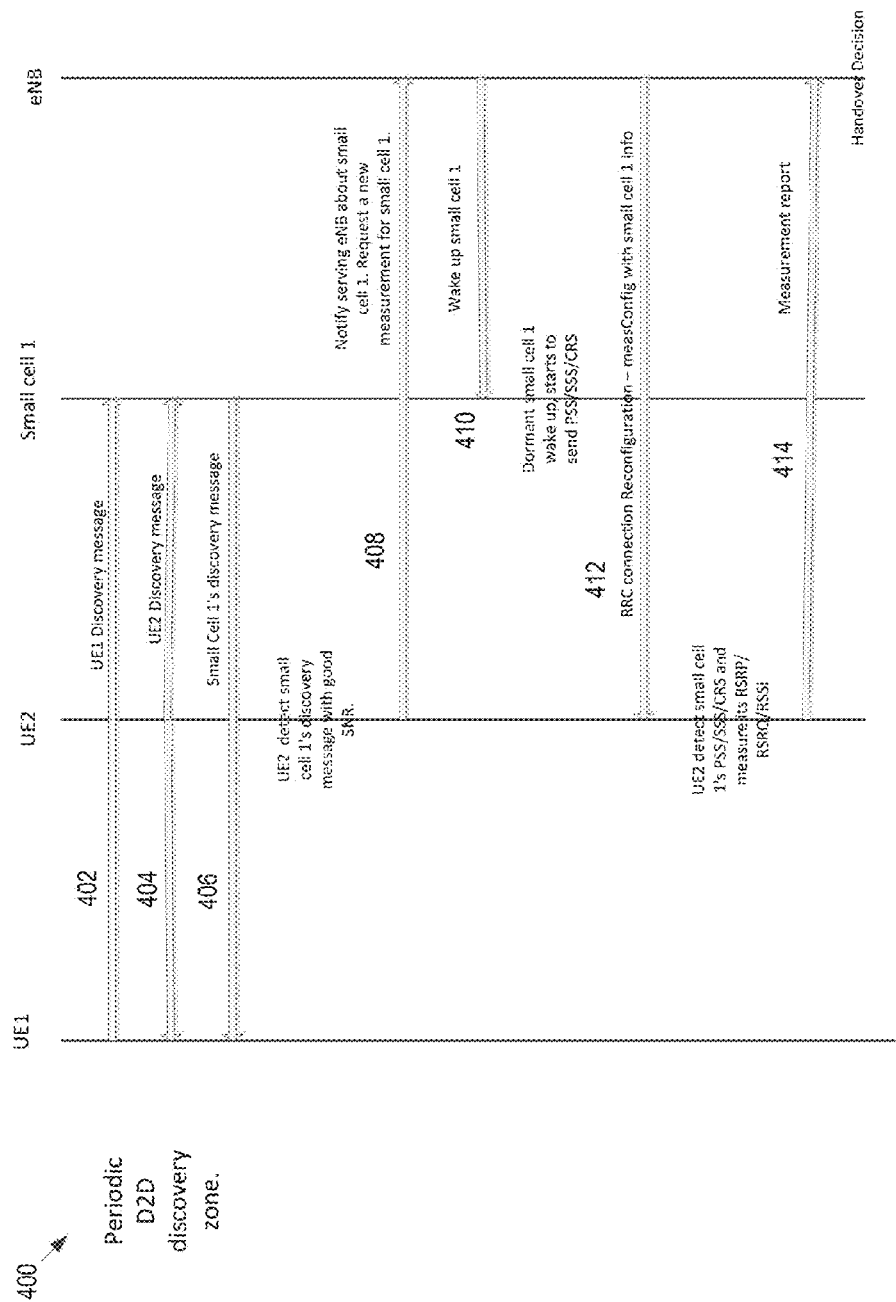 400
Periodic
D2D
discovery
zone.
UE1
UE2
Small cell 1
eNB
402
UE1 Discovery message
404
UE2 Discovery message
406
Small Cell 1's discovery message
UE2 detect small
cell 1's discovery
message with good
SNR.
408
Notify serving eNB about small
cell 1. Request a new
measurement for small cell 1.
410
Wake up small cell 1
Dormant small cell 1
wake up, starts to
send PSS/SSS/CRS
412
RRC connection Reconfiguration – measConfig with small cell 1 info
UE2 detect small cell
1's PSS/SSS/CRS and
measure its RSRP/
RSRQ/RSSI
414
Measurement report
Handover Decision